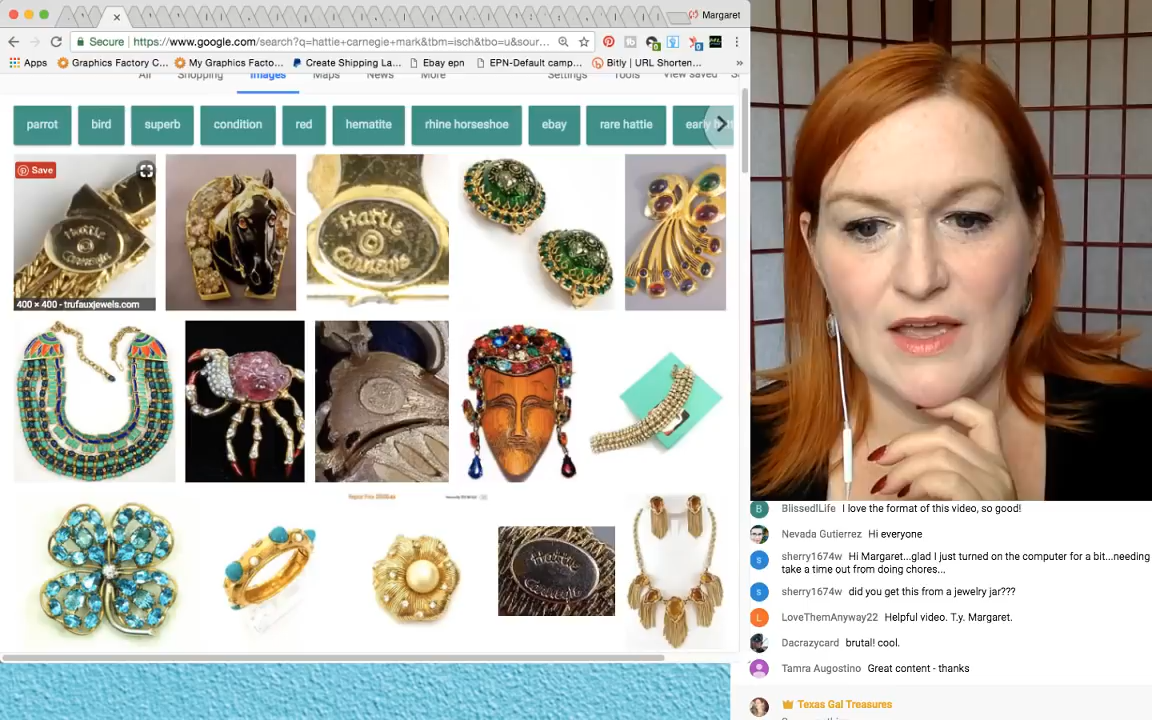 Margaret
Secure https://www.google.com/search?q=hattie+carnegie+mark&tbm=isch&tbo=u&sour...
Apps Graphics Factory C... My Graphics Facto... Create Shipping La... Ebay epn EPN-Default camp... Bitly | URL Shorten... »
All Shopping Images Maps News More Settings Tools View saved
parrot bird superb condition red hematite rhine horseshoe ebay rare hattie early
Save
Hattie
Carnegie
Hattie
Carnegie
400 × 400 - trufauxjewels.com
Hattie
Carnegie
B BlessedlLife I love the format of this video, so good!
Nevada Gutierrez Hi everyone
s sherry1674w Hi Margaret...glad I just turned on the computer for a bit...needing
take a time out from doing chores...
s sherry1674w did you get this from a jewelry jar???
L LoveThemAnyway22 Helpful video. T.y. Margaret.
Dacrazycard brutal! cool.
Tamra Augostino Great content - thanks
Texas Gal Treasures